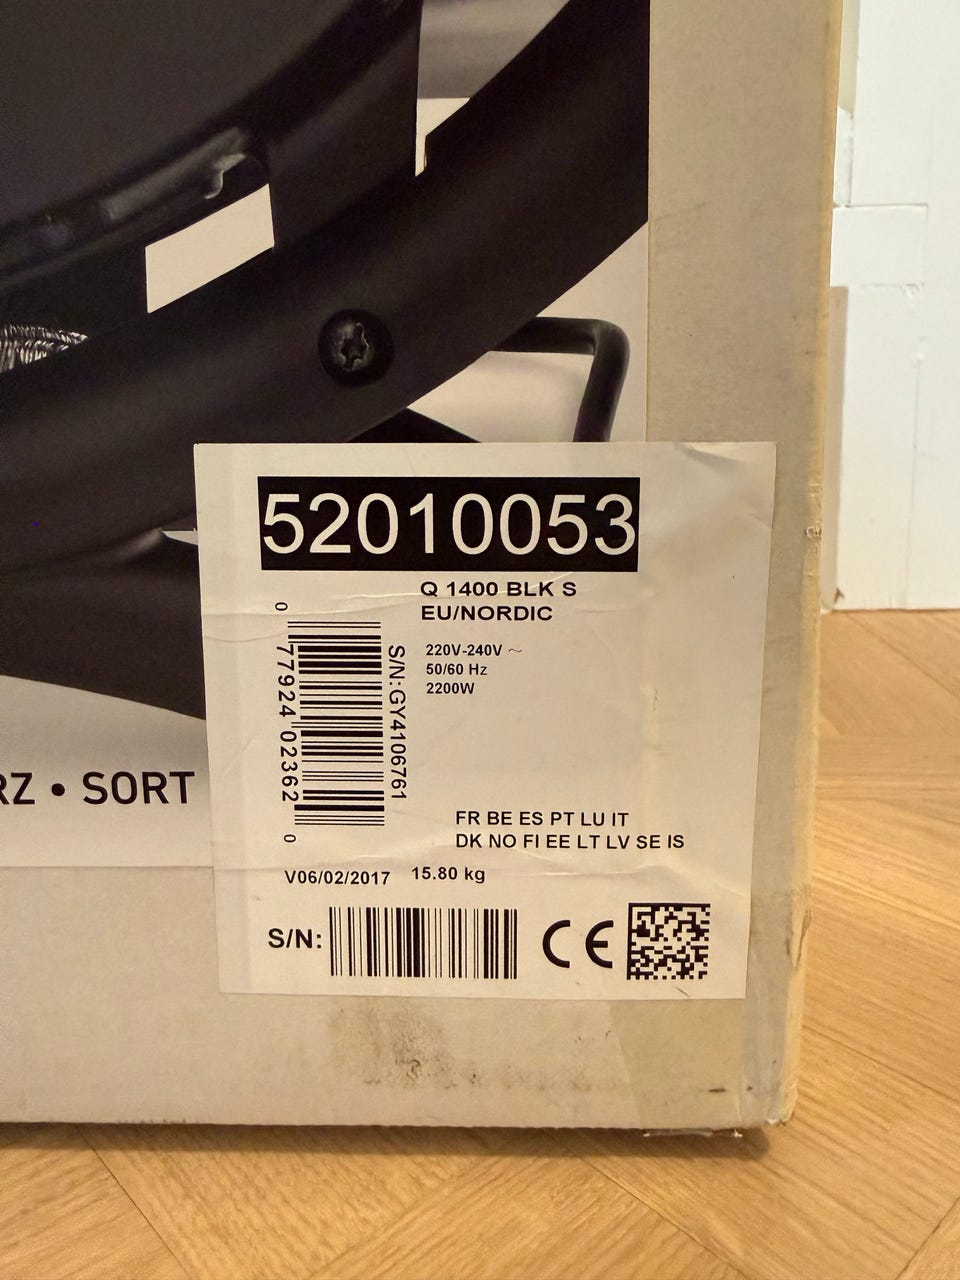 52010053
Q 1400 BLK S
EU/NORDIC
220V-240V ~
50/60 Hz
2200W
0 77924 02362 0
S/N:GY4106761
RZ • SORT
FR BE ES PT LU IT
DK NO FI EE LT LV SE IS
V06/02/2017 15.80 kg
S/N:
CE